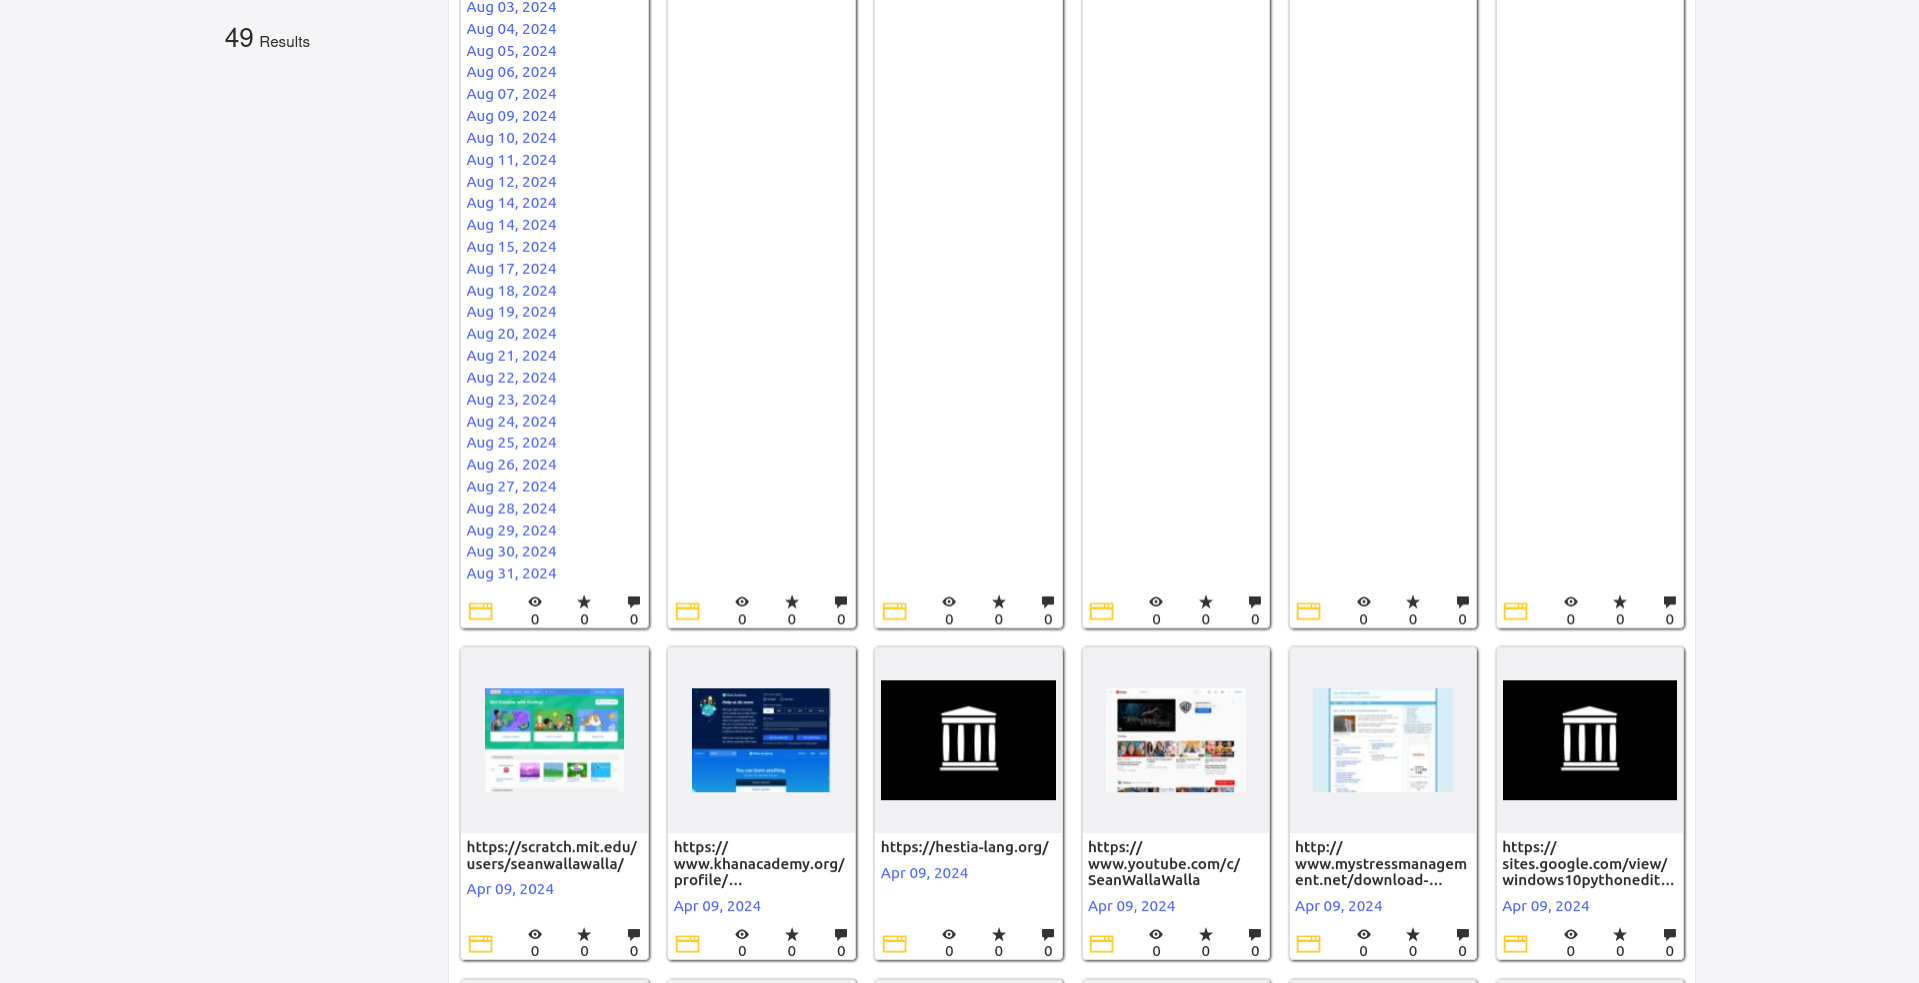 49 Results
Aug 03, 2024
Aug 04, 2024
Aug 05, 2024
Aug 06, 2024
Aug 07, 2024
Aug 09, 2024
Aug 10, 2024
Aug 11, 2024
Aug 12, 2024
Aug 14, 2024
Aug 14, 2024
Aug 15, 2024
Aug 17, 2024
Aug 18, 2024
Aug 19, 2024
Aug 20, 2024
Aug 21, 2024
Aug 22, 2024
Aug 23, 2024
Aug 24, 2024
Aug 25, 2024
Aug 26, 2024
Aug 27, 2024
Aug 28, 2024
Aug 29, 2024
Aug 30, 2024
Aug 31, 2024
0 0 0
0 0 0
0 0 0
0 0 0
0 0 0
0 0 0
https://scratch.mit.edu/
users/seanwallawalla/
Apr 09, 2024
0 0 0
https://
www.khanacademy.org/
profile/...
Apr 09, 2024
0 0 0
https://hestia-lang.org/
Apr 09, 2024
0 0 0
https://
www.youtube.com/c/
SeanWallaWalla
Apr 09, 2024
0 0 0
http://
www.mystressmanagem
ent.net/download-...
Apr 09, 2024
0 0 0
https://
sites.google.com/view/
windows10pythonedit...
Apr 09, 2024
0 0 0